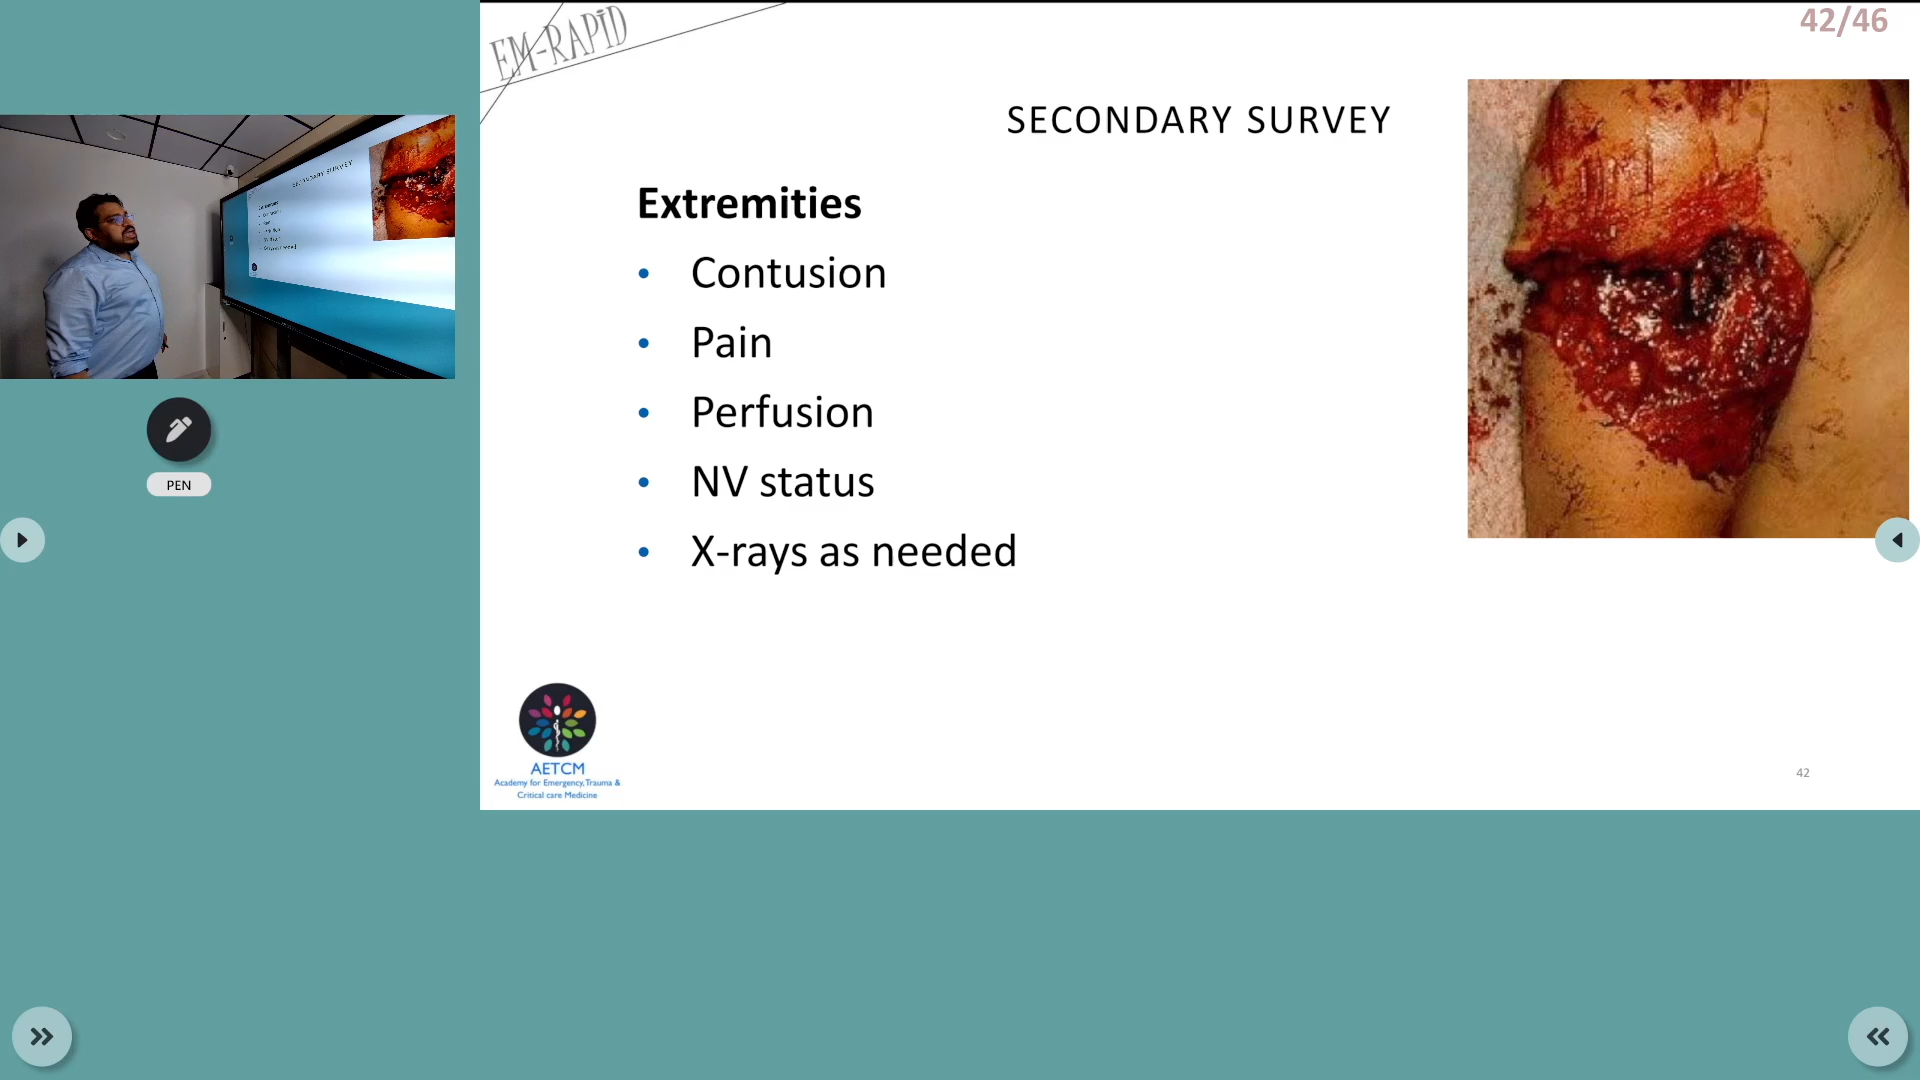 EM-RAPiD
42/46
SECONDARY SURVEY
Extremities
• Contusion
• Pain
• Perfusion
• NV status
• X-rays as needed
PEN
AETCM
Academy for Emergency, Trauma &
Critical care Medicine
42